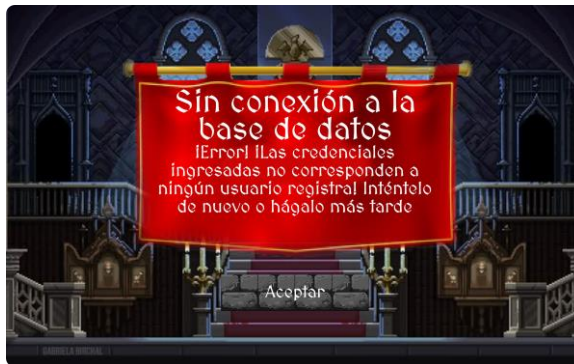 Sin conexión a la
base de datos
¡Error! ¡Las credenciales
ingresadas no corresponden a
ningún usuario registra! Inténtelo
de nuevo o hágalo más tarde
Aceptar